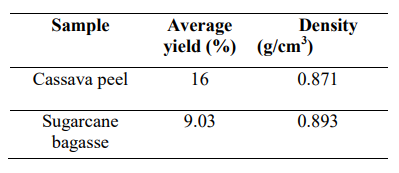 Sample Average Density
yield (%) (g/cm³)
Cassava peel 16 0.871
Sugarcane 9.03 0.893
bagasse